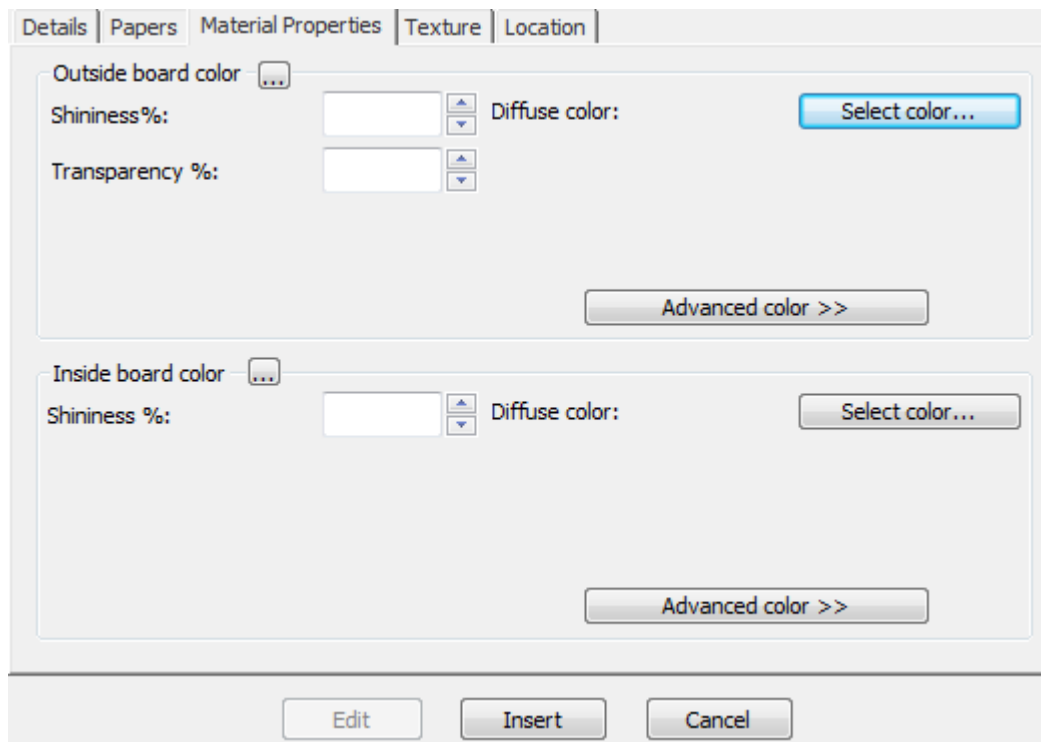 Details Papers Material Properties Texture Location
Outside board color ...
Shininess%: Diffuse color: Select color...
Transparency %:
Advanced color >>
Inside board color ...
Shininess %: Diffuse color: Select color...
Advanced color >>
Edit Insert Cancel